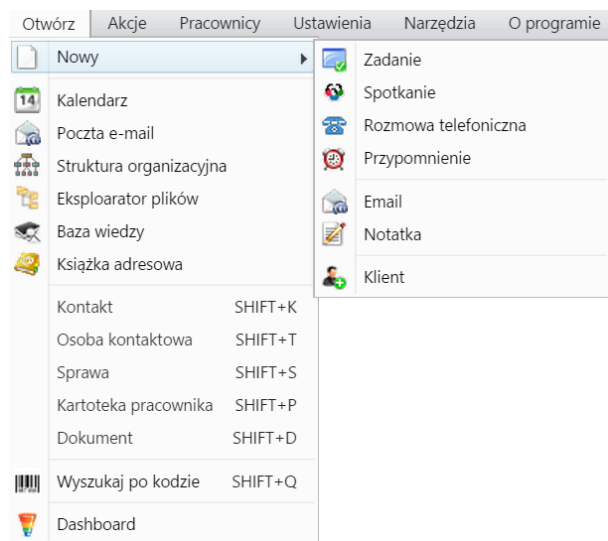 Otwórz Akcje Pracownicy Ustawienia Narzędzia O programie
Nowy
14 Kalendarz
Poczta e-mail
Struktura organizacyjna
Eksploarator plików
Baza wiedzy
Książka adresowa
Kontakt SHIFT+K
Osoba kontaktowa SHIFT+T
Sprawa SHIFT+S
Kartoteka pracownika SHIFT+P
Dokument SHIFT+D
Wyszukaj po kodzie SHIFT+Q
Dashboard
Zadanie
Spotkanie
Rozmowa telefoniczna
Przypomnienie
Email
Notatka
Klient